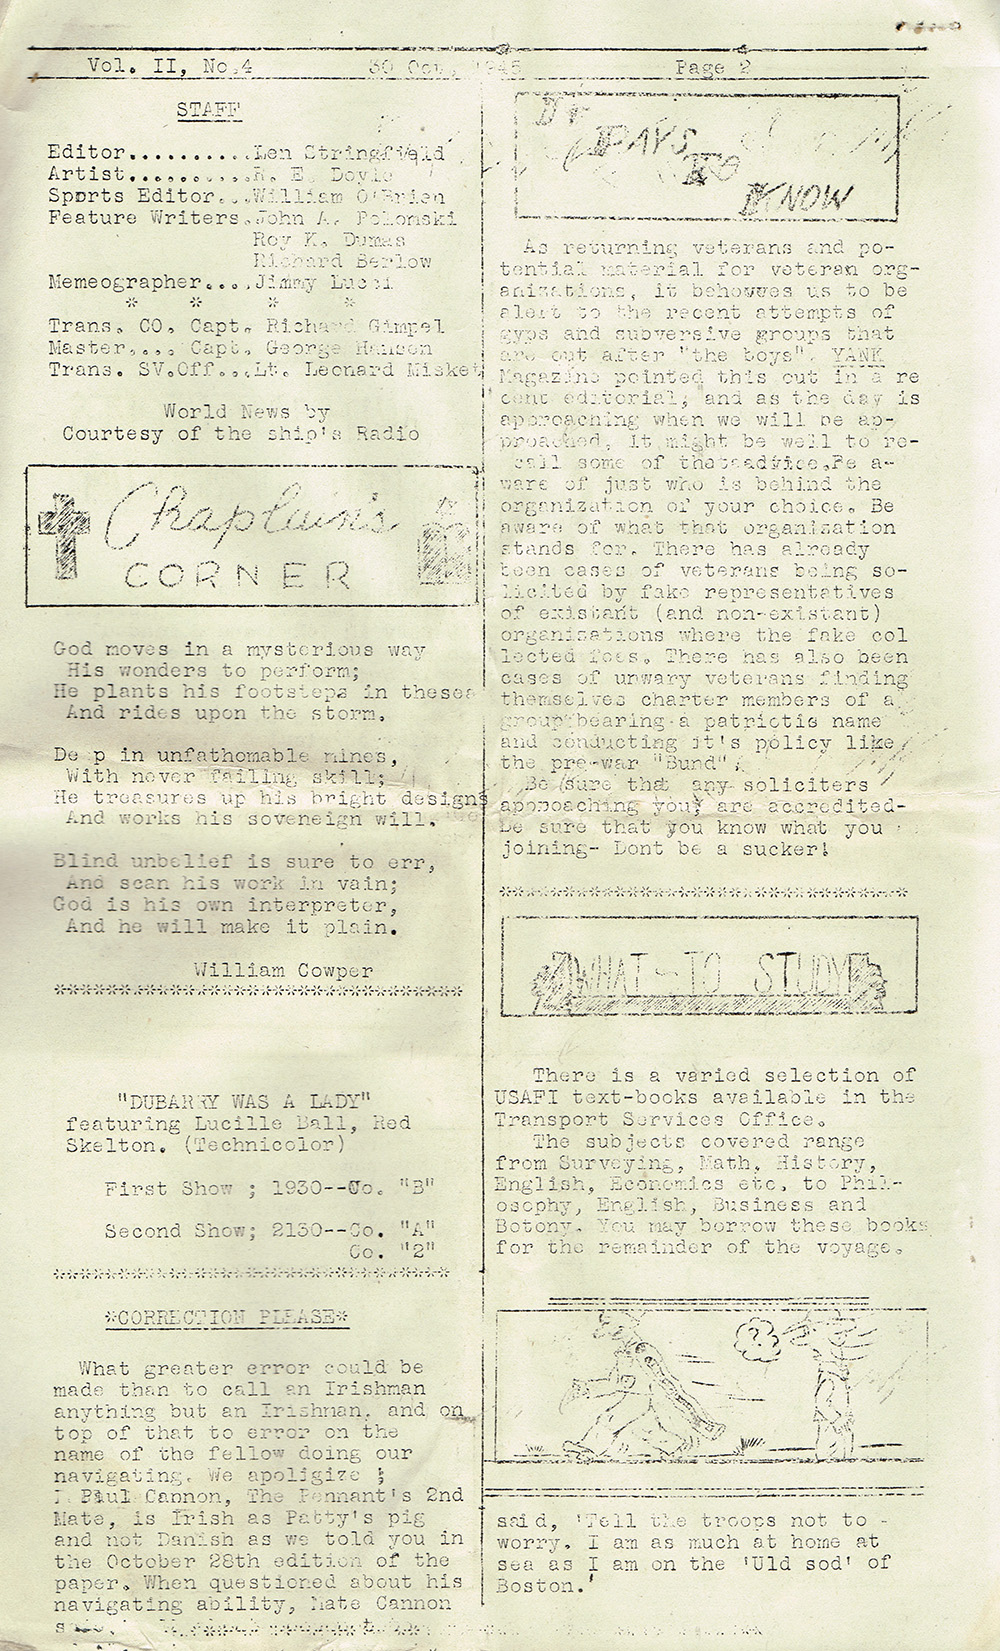 Vol. II, No.4 30 Oct, 1945 Page 2
STAFF
Editor..........Len Stringfield
Artist..........R. E. Doyle
Sports Editor...William O'Brien
Feature Writers.John A. Polonski
Roy K. Dumas
Richard Berlow
Memeographer....Jimmy Lucci
* * * *
Trans. CO. Capt. Richard Gimpel
Master.... Capt. George Hanson
Trans. SV.Off...Lt. Leonard Misket
World News by
Courtesy of the ship's Radio
Chaplain's
CORNER
God moves in a mysterious way
His wonders to perform;
He plants his footsteps in thesea
And rides upon the storm.
De p in unfathomable mines,
With never failing skill;
He treasures up his bright designs
And works his soveneign will.
Blind unbelief is sure to err,
And scan his work in vain;
God is his own interpreter,
And he will make it plain.
William Cowper
*******************************
"DUBARRY WAS A LADY"
featuring Lucille Ball, Red
Skelton. (Technicolor)
First Show ; 1930--Co. "B"
Second Show; 2130--Co. "A"
Co. "2"
******************************
*CORRECTION PLEASE*
What greater error could be
made than to call an Irishman
anything but an Irishman, and on
top of that to error on the
name of the fellow doing our
navigating. We apoligize ;
J Paul Cannon, The Pennant's 2nd
Mate, is Irish as Patty's pig
and not Danish as we told you in
the October 28th edition of the
paper. When questioned about his
navigating ability, Mate Cannon
DAYS
TO
KNOW
As returning veterans and po-
tential material for veteran org-
anizations, it behowves us to be
alert to the recent attempts of
gyps and subversive groups that
are out after "the boys". YANK
Magazine pointed this out in a re
cent editorial; and as the day is
approaching when we will be ap-
proached, it might be well to re-
call some of the advice.Be a-
ware of just who is behind the
organization of your choice. Be
aware of what that organization
stands for. There has already
been cases of veterans being so-
licited by fake representatives
of existant (and non-existant)
organizations where the fake col
lected fees. There has also been
cases of unwary veterans finding
themselves charter members of a
group bearing a patriotis name
and conducting it's policy like
the pre-war "Bund".
Be sure that any soliciters
approaching you are accredited-
be sure that you know what you
joining- Dont be a sucker!
*******************************
WHAT - TO STUDY
There is a varied selection of
USAFI text-books available in the
Transport Services Office.
The subjects covered range
from Surveying, Math, History,
English, Economics etc, to Phil-
osophy, English, Business and
Botony. You may borrow these books
for the remainder of the voyage.
?
said, 'Tell the troops not to -
worry. I am as much at home at
sea as I am on the 'Uld sod' of
Boston.'